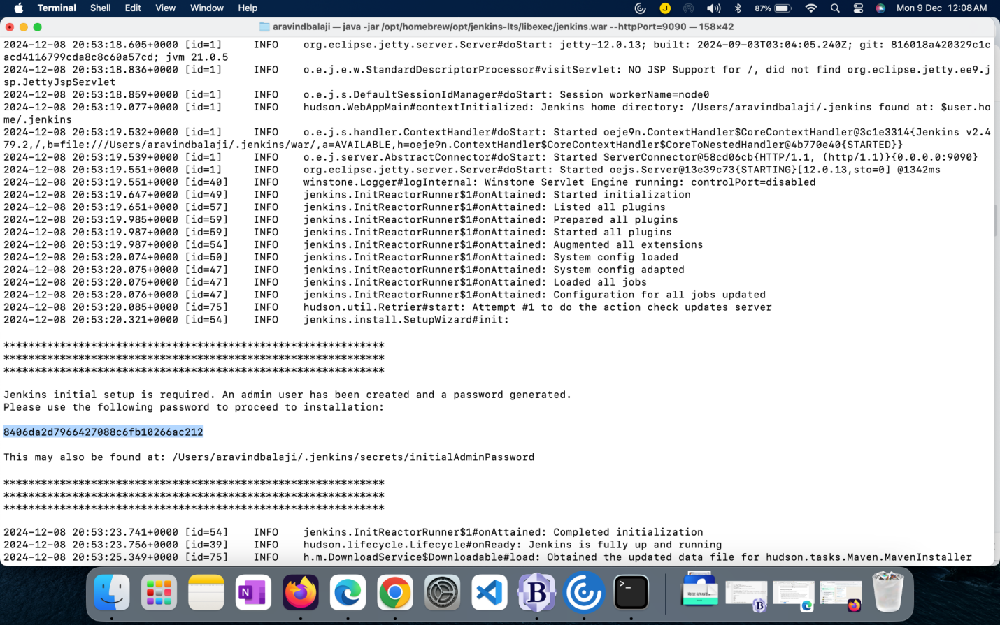 Terminal Shell Edit View Window Help J 87% Mon 9 Dec 12:08 AM
aravindbalaji — java -jar /opt/homebrew/opt/jenkins-lts/libexec/jenkins.war --httpPort=9090 — 158×42
2024-12-08 20:53:18.605+0000 [id=1] INFO org.eclipse.jetty.server.Server#doStart: jetty-12.0.13; built: 2024-09-03T03:04:05.240Z; git: 816018a420329c1c
acd4116799cda8c8c60a57cd; jvm 21.0.5
2024-12-08 20:53:18.836+0000 [id=1] INFO o.e.j.e.w.StandardDescriptorProcessor#visitServlet: NO JSP Support for /, did not find org.eclipse.jetty.ee9.j
sp.JettyJspServlet
2024-12-08 20:53:18.859+0000 [id=1] INFO o.e.j.s.DefaultSessionIdManager#doStart: Session workerName=node0
2024-12-08 20:53:19.077+0000 [id=1] INFO hudson.WebAppMain#contextInitialized: Jenkins home directory: /Users/aravindbalaji/.jenkins found at: $user.ho
me/.jenkins
2024-12-08 20:53:19.532+0000 [id=1] INFO o.e.j.s.handler.ContextHandler#doStart: Started oeje9n.ContextHandler$CoreContextHandler@3c1e3314{Jenkins v2.4
79.2,/,b=file:///Users/aravindbalaji/.jenkins/war/,a=AVAILABLE,h=oeje9n.ContextHandler$CoreContextHandler$CoreToNestedHandler@4b770e40{STARTED}}
2024-12-08 20:53:19.539+0000 [id=1] INFO o.e.j.server.AbstractConnector#doStart: Started ServerConnector@58cd06cb{HTTP/1.1, (http/1.1)}{0.0.0.0:9090}
2024-12-08 20:53:19.551+0000 [id=1] INFO org.eclipse.jetty.server.Server#doStart: Started oejs.Server@13e39c73{STARTING}[12.0.13,sto=0] @1342ms
2024-12-08 20:53:19.551+0000 [id=40] INFO winstone.Logger#logInternal: Winstone Servlet Engine running: controlPort=disabled
2024-12-08 20:53:19.647+0000 [id=49] INFO jenkins.InitReactorRunner$1#onAttained: Started initialization
2024-12-08 20:53:19.651+0000 [id=57] INFO jenkins.InitReactorRunner$1#onAttained: Listed all plugins
2024-12-08 20:53:19.985+0000 [id=59] INFO jenkins.InitReactorRunner$1#onAttained: Prepared all plugins
2024-12-08 20:53:19.987+0000 [id=59] INFO jenkins.InitReactorRunner$1#onAttained: Started all plugins
2024-12-08 20:53:19.987+0000 [id=54] INFO jenkins.InitReactorRunner$1#onAttained: Augmented all extensions
2024-12-08 20:53:20.074+0000 [id=50] INFO jenkins.InitReactorRunner$1#onAttained: System config loaded
2024-12-08 20:53:20.075+0000 [id=47] INFO jenkins.InitReactorRunner$1#onAttained: System config adapted
2024-12-08 20:53:20.075+0000 [id=47] INFO jenkins.InitReactorRunner$1#onAttained: Loaded all jobs
2024-12-08 20:53:20.076+0000 [id=47] INFO jenkins.InitReactorRunner$1#onAttained: Configuration for all jobs updated
2024-12-08 20:53:20.085+0000 [id=75] INFO hudson.util.Retrier#start: Attempt #1 to do the action check updates server
2024-12-08 20:53:20.321+0000 [id=54] INFO jenkins.install.SetupWizard#init:
*************************************************************
*************************************************************
*************************************************************
Jenkins initial setup is required. An admin user has been created and a password generated.
Please use the following password to proceed to installation:
8406da2d7966427088c6fb10266ac212
This may also be found at: /Users/aravindbalaji/.jenkins/secrets/initialAdminPassword
*************************************************************
*************************************************************
*************************************************************
2024-12-08 20:53:23.741+0000 [id=54] INFO jenkins.InitReactorRunner$1#onAttained: Completed initialization
2024-12-08 20:53:23.756+0000 [id=39] INFO hudson.lifecycle.Lifecycle#onReady: Jenkins is fully up and running
2024-12-08 20:53:25.349+0000 [id=75] INFO h.m.DownloadService$Downloadable#load: Obtained the updated data file for hudson.tasks.Maven.MavenInstaller
N B >_